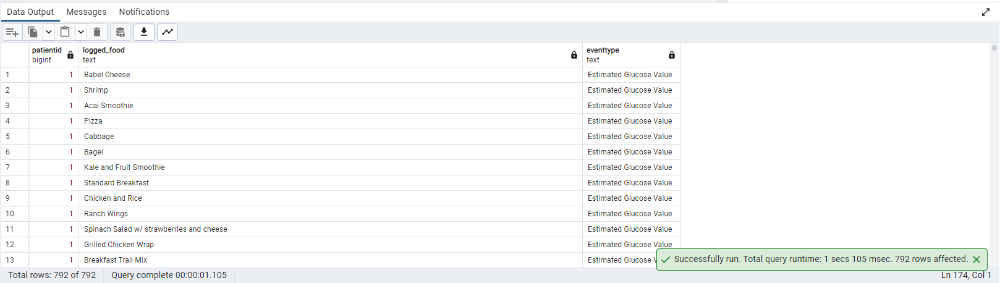 Data Output Messages Notifications
patientid logged_food eventtype
bigint text text
1 1 Babel Cheese Estimated Glucose Value
2 1 Shrimp Estimated Glucose Value
3 1 Acai Smoothie Estimated Glucose Value
4 1 Pizza Estimated Glucose Value
5 1 Cabbage Estimated Glucose Value
6 1 Bagel Estimated Glucose Value
7 1 Kale and Fruit Smoothie Estimated Glucose Value
8 1 Standard Breakfast Estimated Glucose Value
9 1 Chicken and Rice Estimated Glucose Value
10 1 Ranch Wings Estimated Glucose Value
11 1 Spinach Salad w/ strawberries and cheese Estimated Glucose Value
12 1 Grilled Chicken Wrap Estimated Glucose Value
13 1 Breakfast Trail Mix Estimated Glucose V
Successfully run. Total query runtime: 1 secs 105 msec. 792 rows affected.
Total rows: 792 of 792 Query complete 00:00:01.105 Ln 174, Col 1